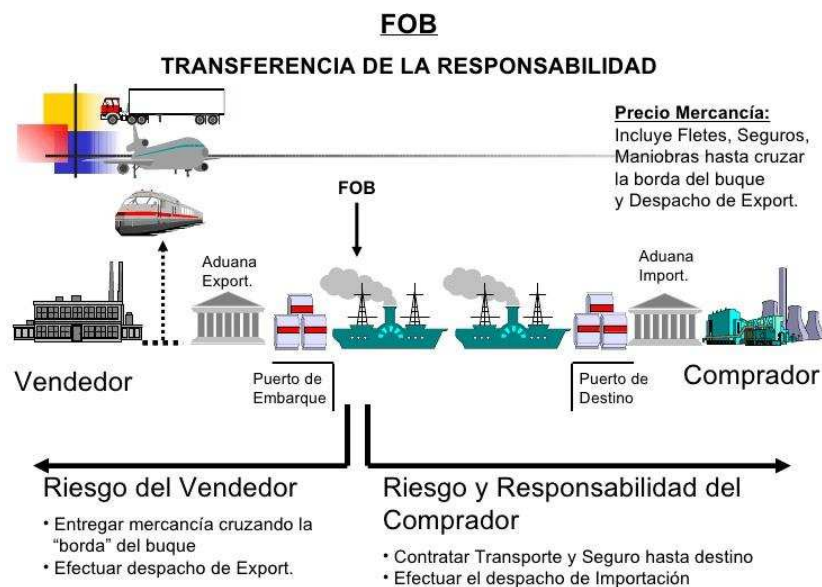 FOB
TRANSFERENCIA DE LA RESPONSABILIDAD
Precio Mercancía:
Incluye Fletes, Seguros,
Maniobras hasta cruzar
la borda del buque
y Despacho de Export.
FOB
Aduana
Export.
Aduana
Import.
Vendedor
Puerto de
Embarque
Puerto de
Destino
Comprador
Riesgo del Vendedor
• Entregar mercancía cruzando la
“borda” del buque
• Efectuar despacho de Export.
Riesgo y Responsabilidad del
Comprador
• Contratar Transporte y Seguro hasta destino
• Efectuar el despacho de Importación